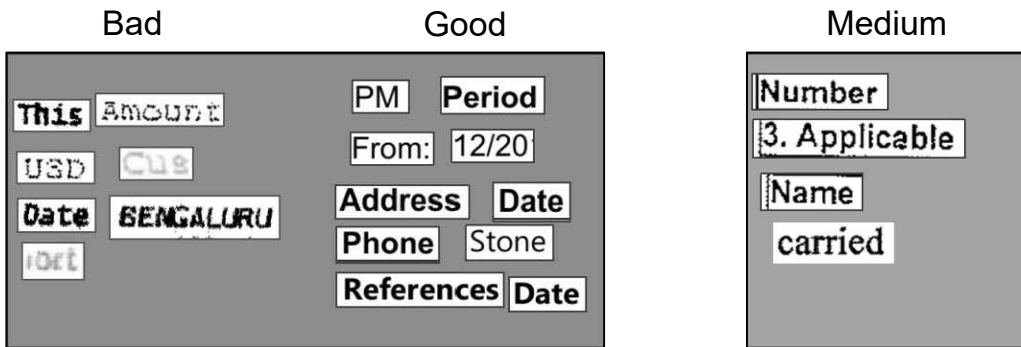 Bad
Good
Medium
This Amount
USD Cus
Date BENGALURU
PM Period
From: 12/20
Address Date
Phone Stone
References Date
Number
3. Applicable
Name
carried